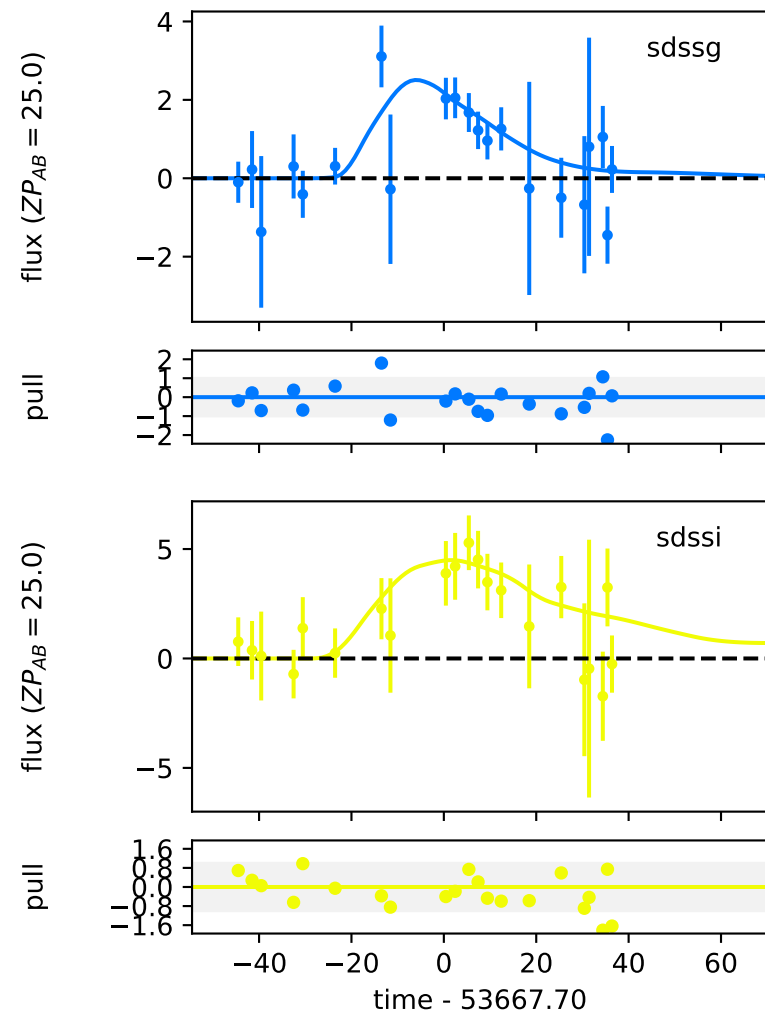 4
sdssg
2
0
−2
flux (ZP_AB = 25.0)
2
1
0
−1
−2
pull
5
sdssi
0
−5
flux (ZP_AB = 25.0)
1.6
0.8
0.0
−0.8
−1.6
pull
−40 −20 0 20 40 60
time - 53667.70